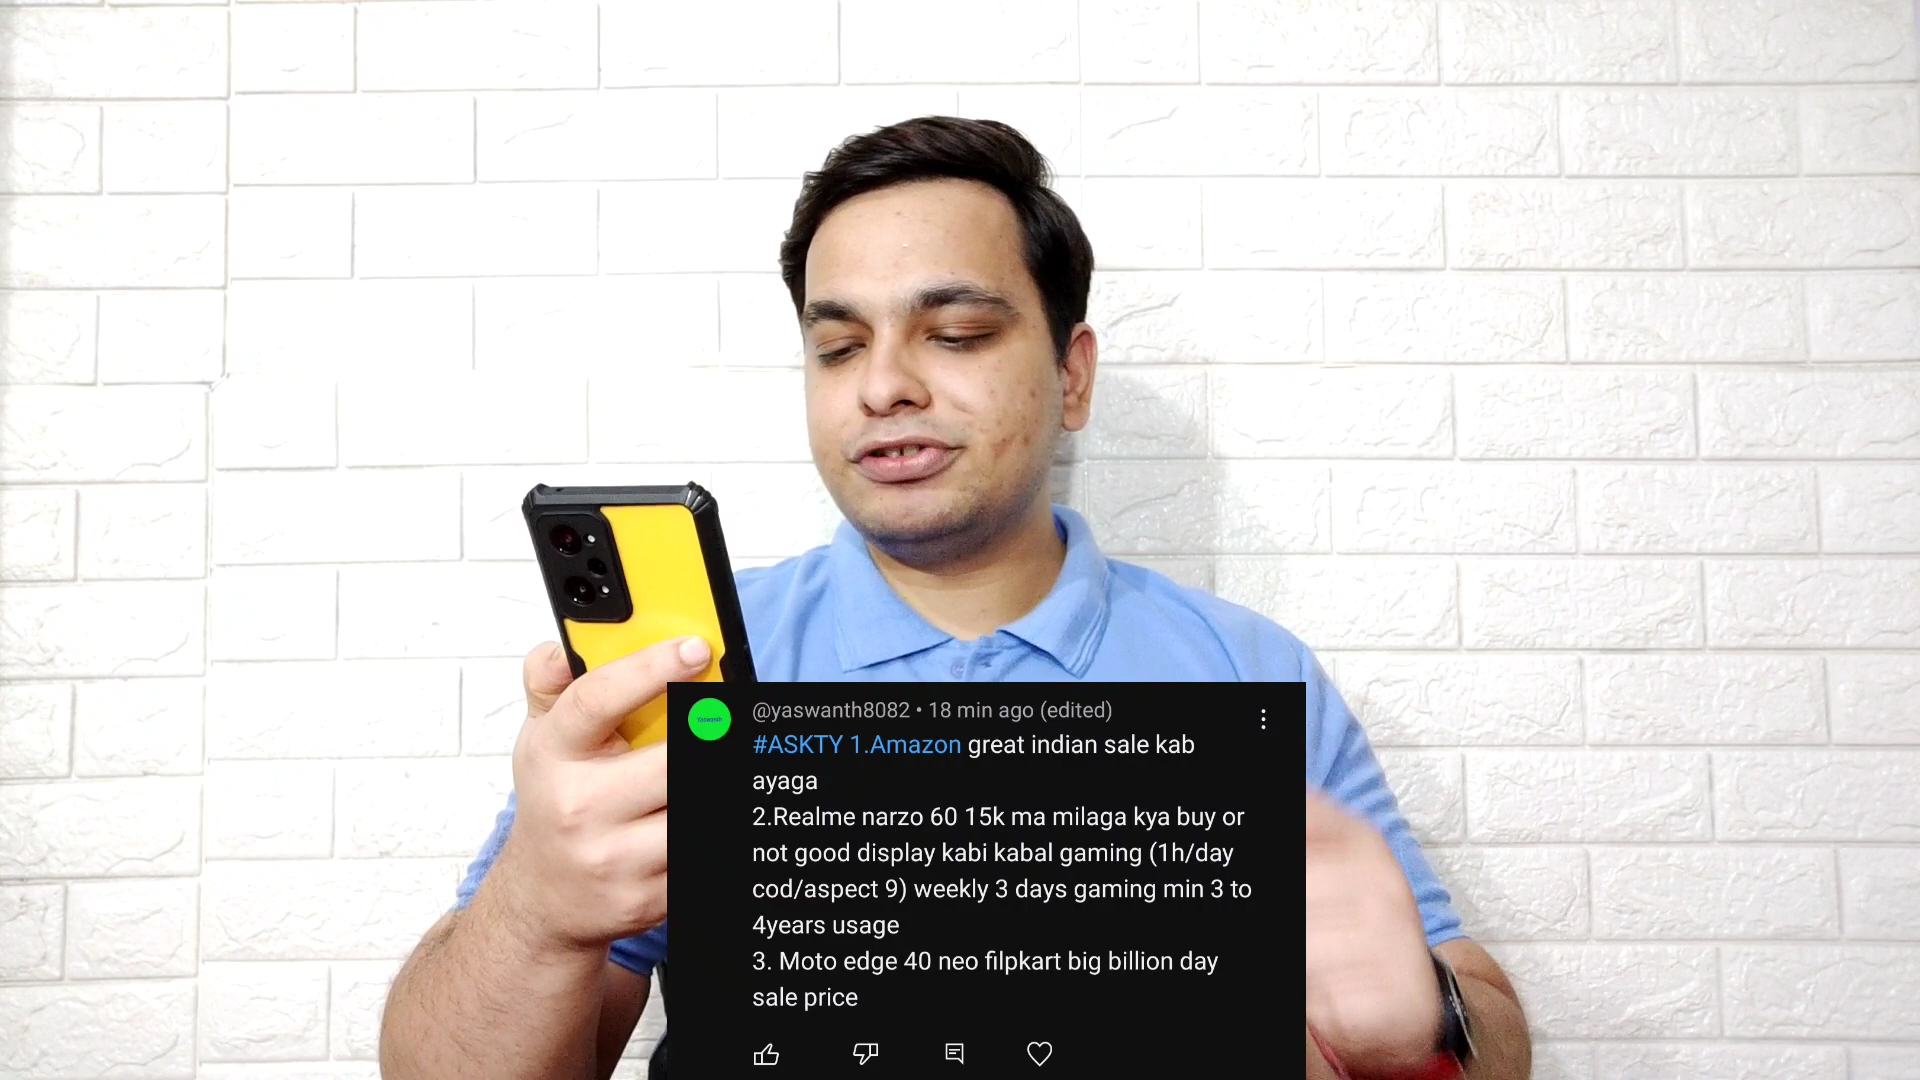 Yaswanth
@yaswanth8082 • 18 min ago (edited)
#ASKTY 1.Amazon great indian sale kab
ayaga
2.Realme narzo 60 15k ma milaga kya buy or
not good display kabi kabal gaming (1h/day
cod/aspect 9) weekly 3 days gaming min 3 to
4years usage
3. Moto edge 40 neo filpkart big billion day
sale price